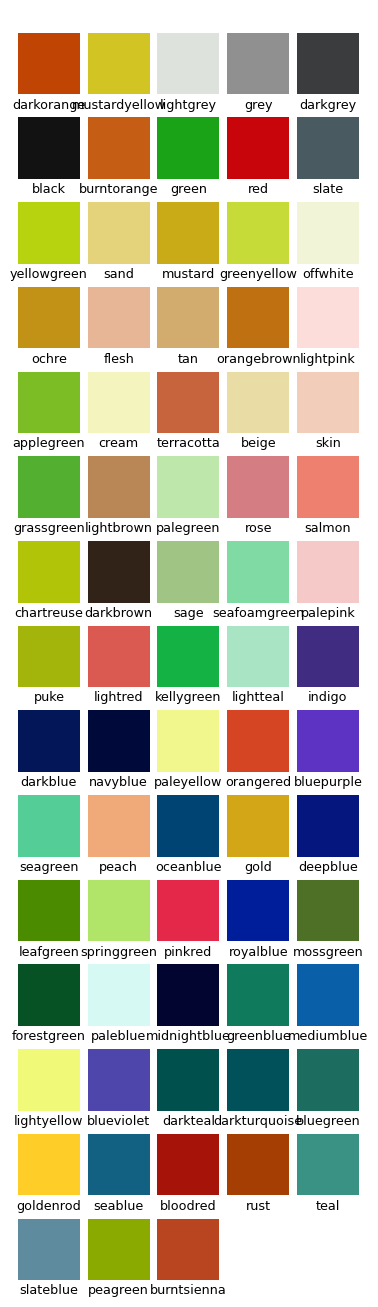 darkorange mustardyellow lightgrey grey darkgrey
black burntorange green red slate
yellowgreen sand mustard greenyellow offwhite
ochre flesh tan orangebrown lightpink
applegreen cream terracotta beige skin
grassgreen lightbrown palegreen rose salmon
chartreuse darkbrown sage seafoamgreen palepink
puke lightred kellygreen lightteal indigo
darkblue navyblue paleyellow orangered bluepurple
seagreen peach oceanblue gold deepblue
leafgreen springgreen pinkred royalblue mossgreen
forestgreen paleblue midnightblue greenblue mediumblue
lightyellow blueviolet darkteal darkturquoise bluegreen
goldenrod seablue bloodred rust teal
slateblue peagreen burntsienna